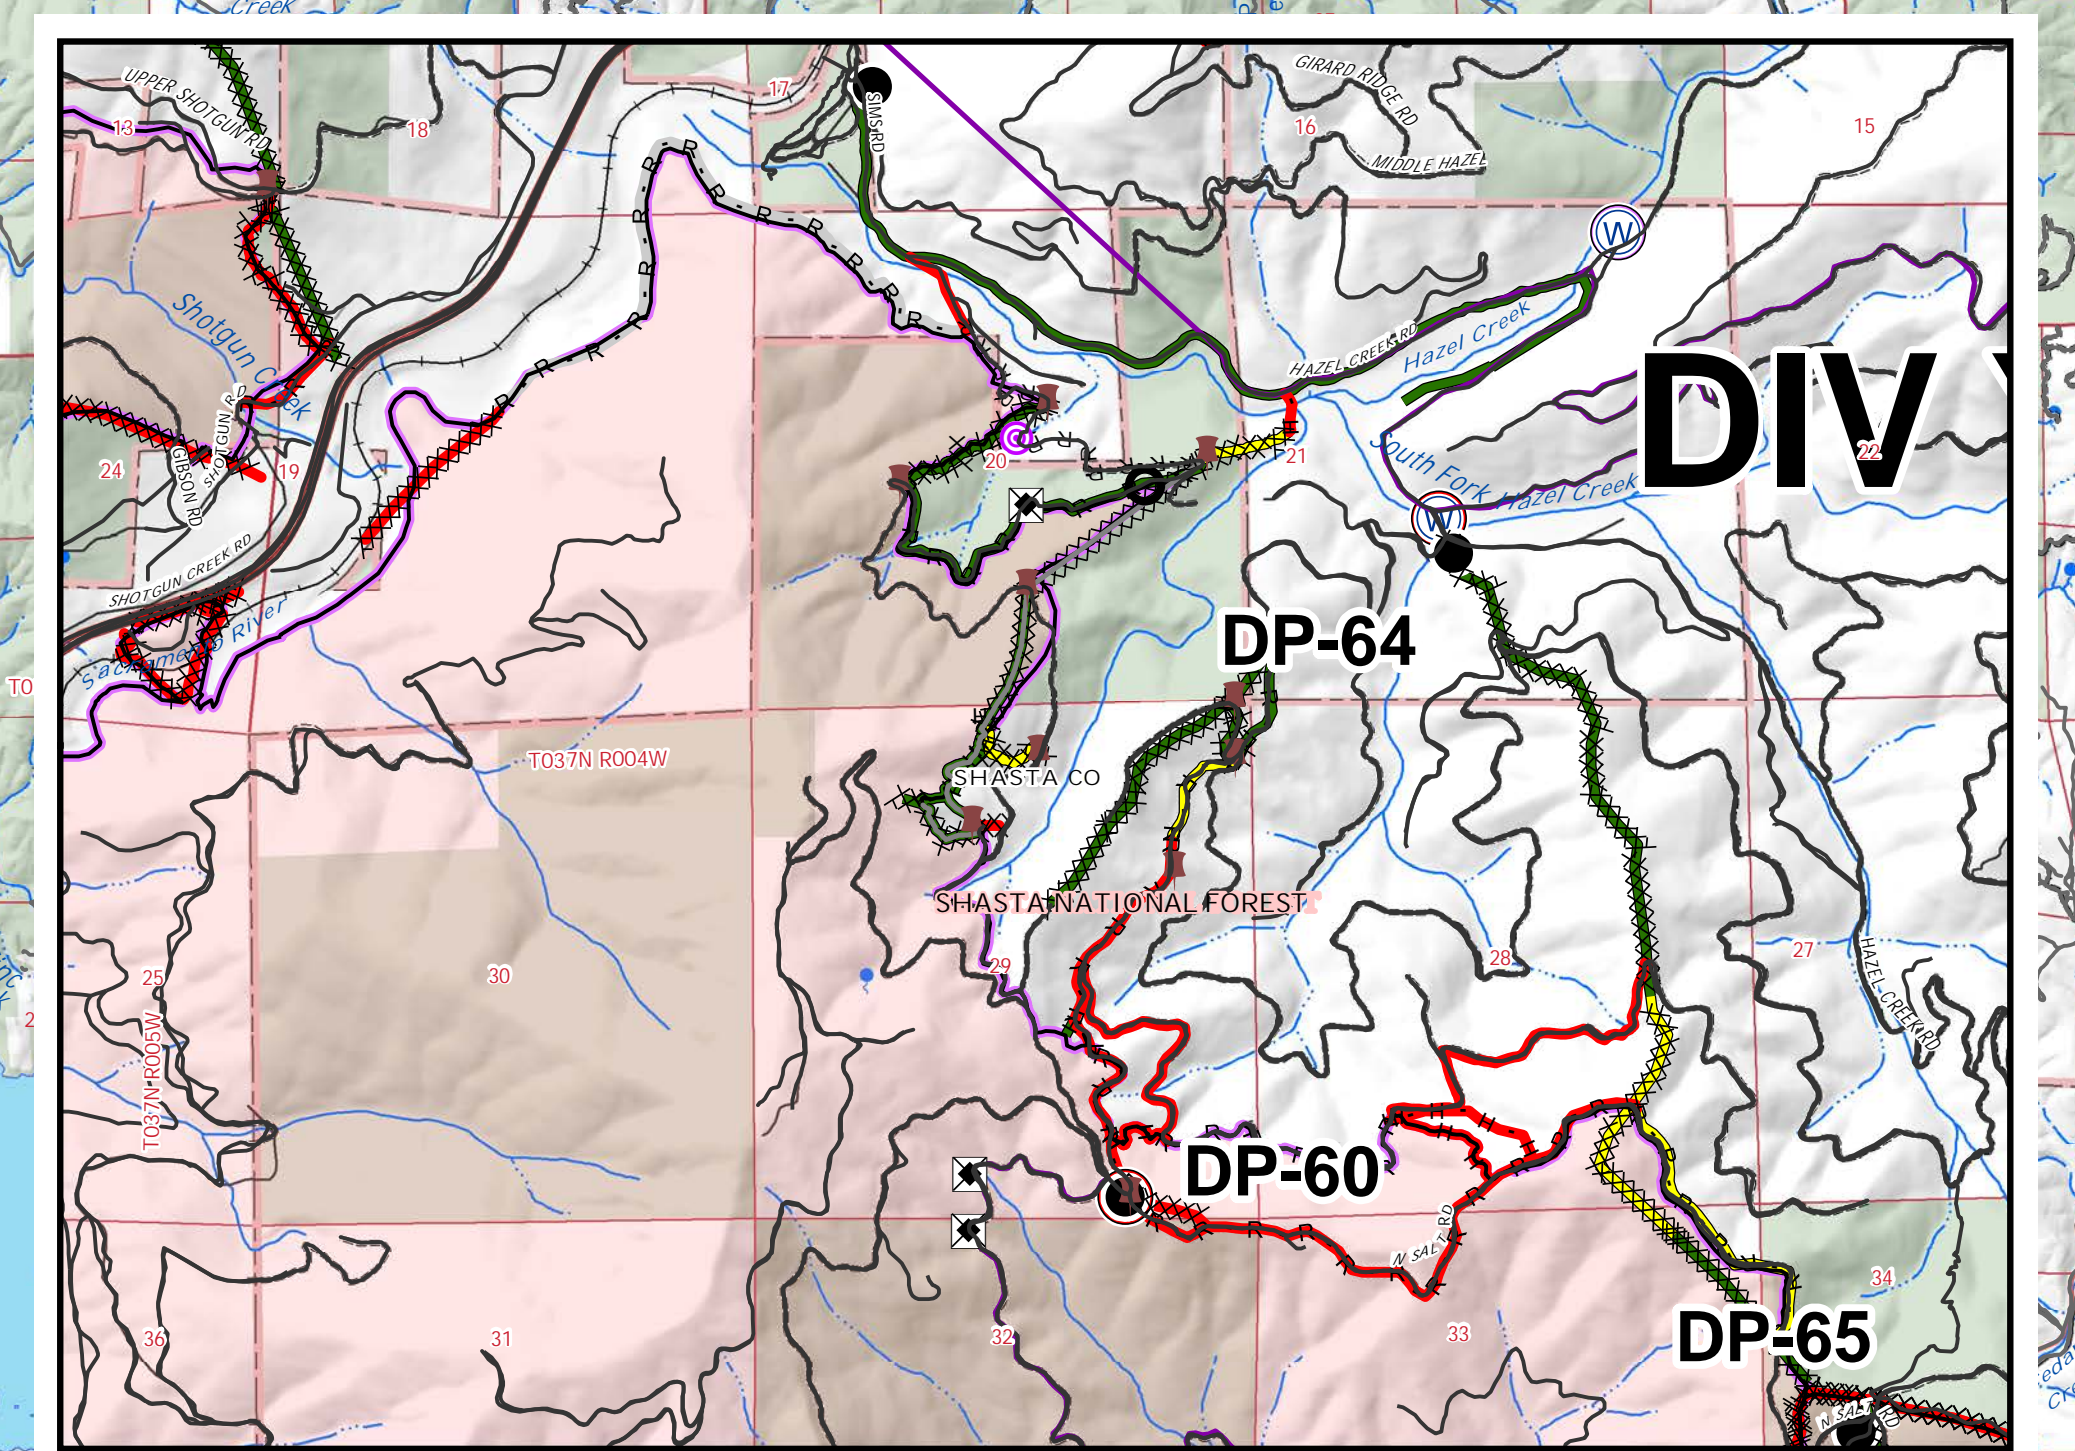 Creek
UPPER SHOTGUN RD
13
18
17
SIMS RD
GIRARD RIDGE RD
16
15
MIDDLE HAZEL
W
Shotgun Creek
HAZEL CREEK RD
Hazel Creek
DIV
22
South Fork Hazel Creek
W
20
21
24
19
GIBSON RD
SHOTGUN RD
SHOTGUN CREEK RD
Sacramento River
DP-64
T037N R004W
SHASTA CO
SHASTA NATIONAL FOREST
25
30
29
28
27
HAZEL CREEK RD
T037N R005W
DP-60
N SALT RD
34
36
31
32
33
DP-65
N SALT RD